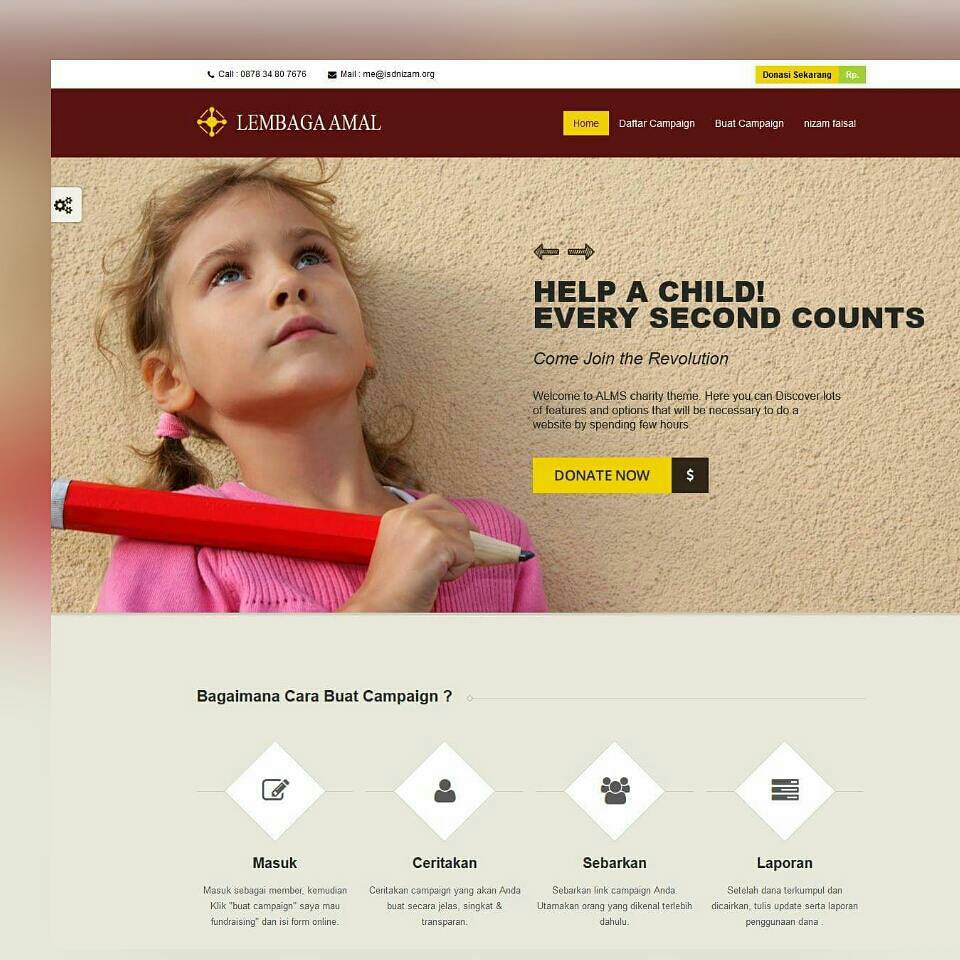 Call : 0878 34 80 7676
Mail : me@isdnizam.org
Donasi Sekarang Rp.
LEMBAGA AMAL
Home Daftar Campaign Buat Campaign nizam faisal
HELP A CHILD!
EVERY SECOND COUNTS
Come Join the Revolution
Welcome to ALMS charity theme. Here you can Discover lots
of features and options that will be necessary to do a
website by spending few hours
DONATE NOW $
Bagaimana Cara Buat Campaign ?
Masuk
Masuk sebagai member, kemudian
Klik "buat campaign" saya mau
fundraising" dan isi form online.
Ceritakan
Ceritakan campaign yang akan Anda
buat secara jelas, singkat &
transparan.
Sebarkan
Sebarkan link campaign Anda.
Utamakan orang yang dikenal terlebih
dahulu.
Laporan
Setelah dana terkumpul dan
dicairkan, tulis update serta laporan
penggunaan dana .